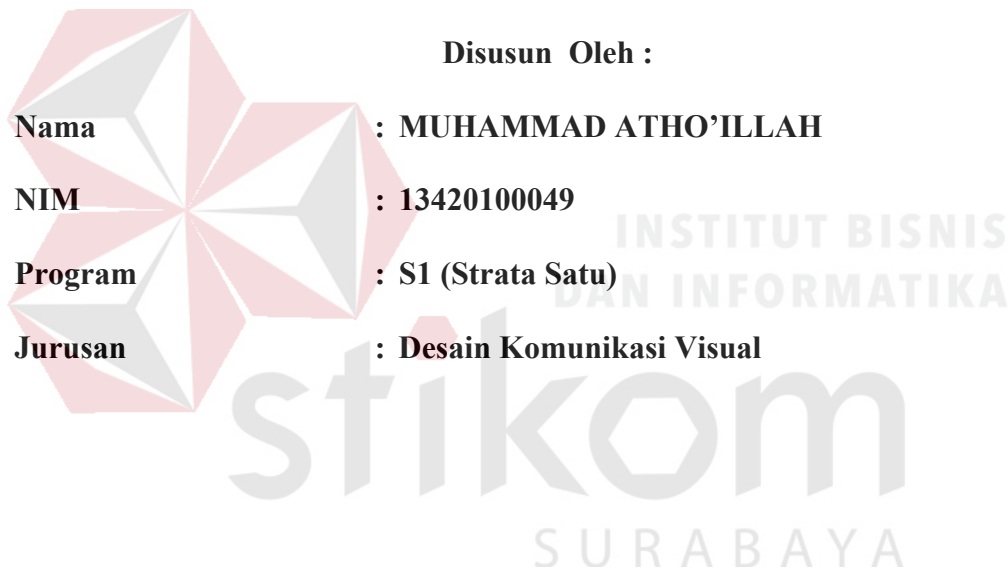 Disusun Oleh :
Nama : MUHAMMAD ATHO’ILLAH
NIM : 13420100049
INSTITUT BISNIS
Program : S1 (Strata Satu)
DAN INFORMATIKA
Jurusan : Desain Komunikasi Visual
stikom
SURABAYA